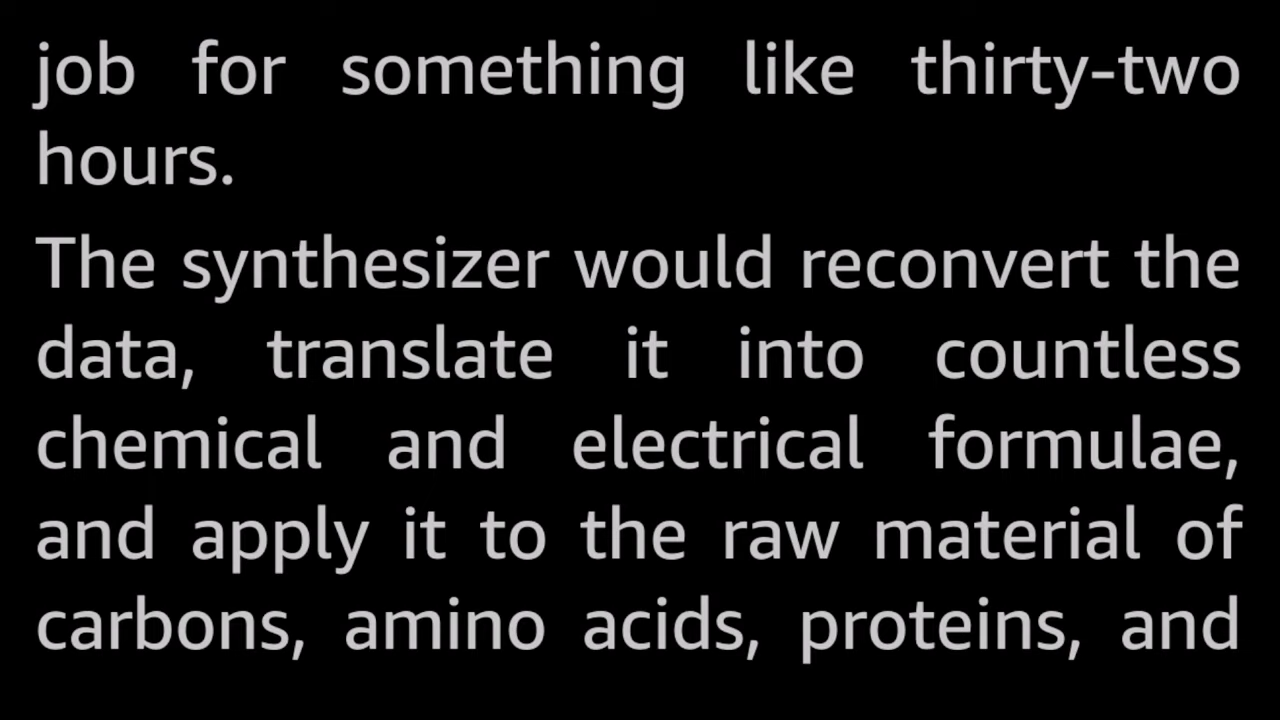 job for something like thirty-two
hours.
The synthesizer would reconvert the
data, translate it into countless
chemical and electrical formulae,
and apply it to the raw material of
carbons, amino acids, proteins, and